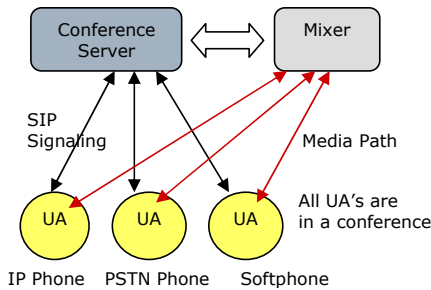 Conference
Server
Mixer
SIP
Signaling
Media Path
UA
UA
UA
All UA's are
in a conference
IP Phone
PSTN Phone
Softphone